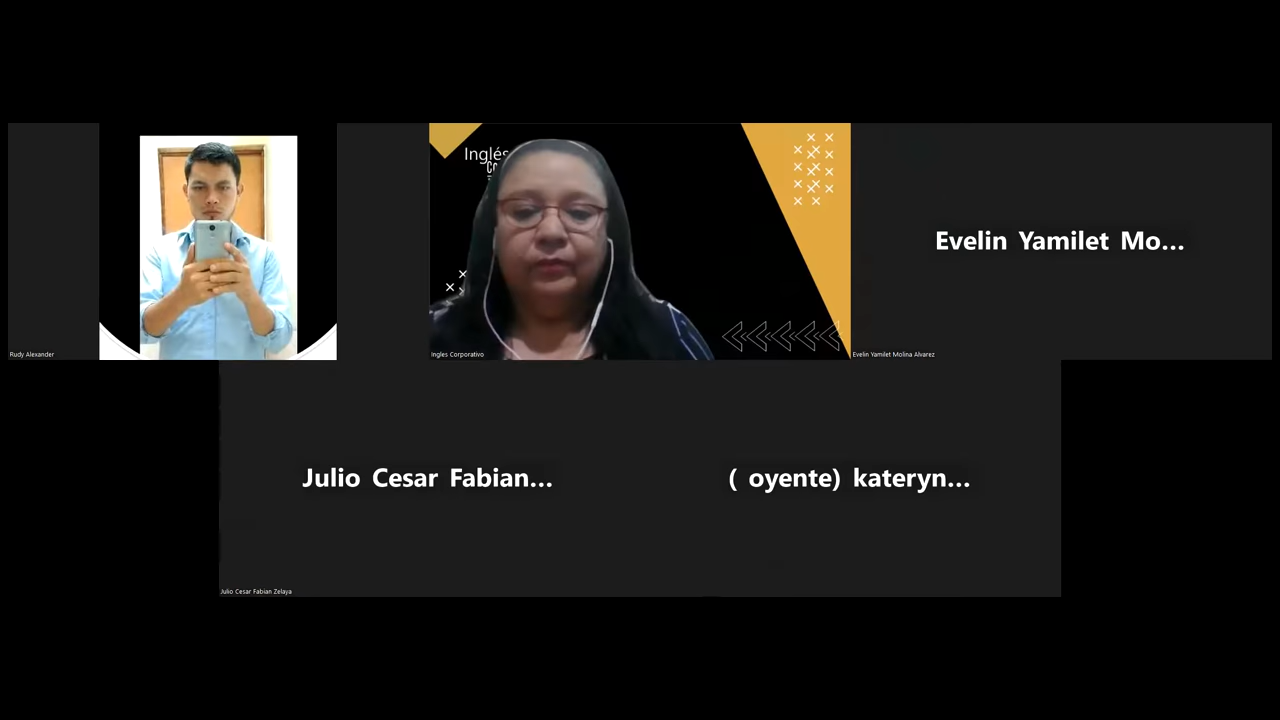 Inglés
Evelin Yamilet Mo...
Rudy Alexander
Ingles Corporativo
Evelin Yamilet Molina Alvarez
Julio Cesar Fabian...
( oyente) kateryn...
Julio Cesar Fabian Zelaya